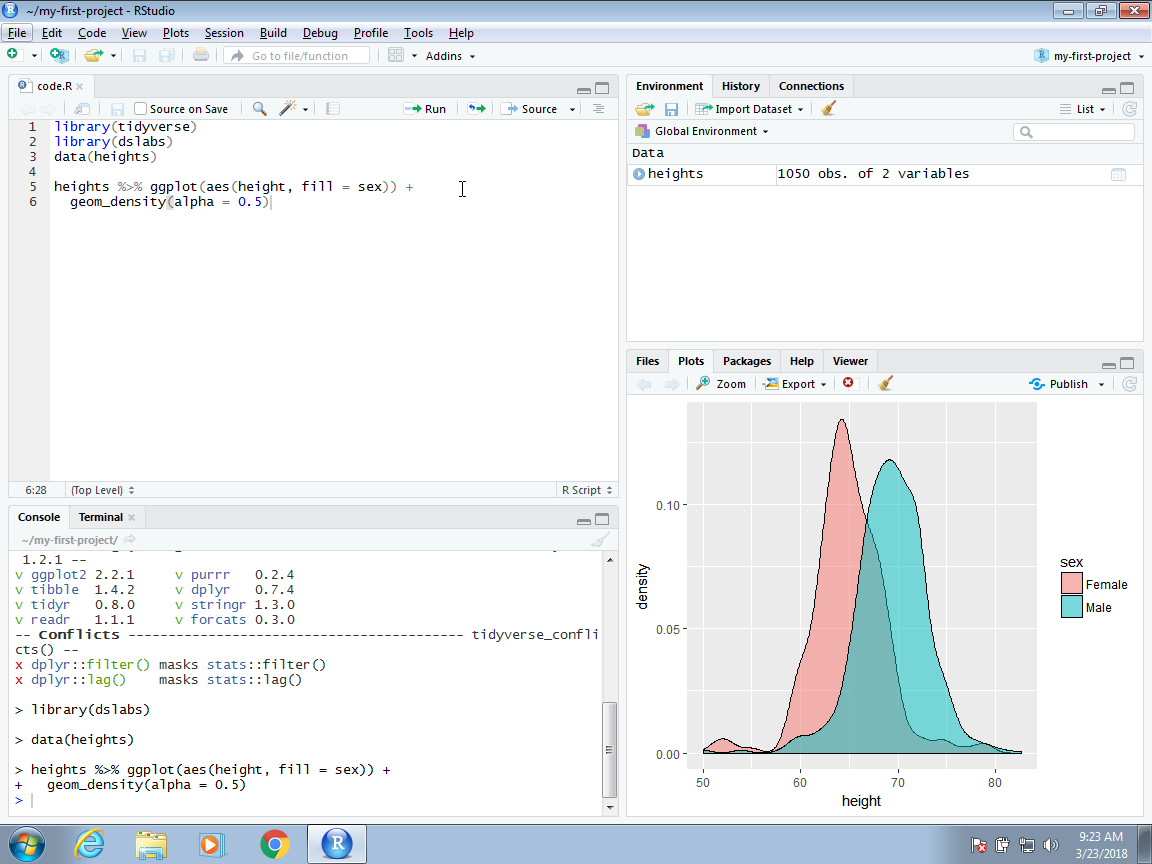 ~/my-first-project - RStudio
File Edit Code View Plots Session Build Debug Profile Tools Help
Go to file/function Addins my-first-project
code.R
Source on Save Run Source
1 library(tidyverse)
2 library(dslabs)
3 data(heights)
4
5 heights %>% ggplot(aes(height, fill = sex)) +
6 geom_density(alpha = 0.5)
6:28 (Top Level) R Script
Console Terminal
~/my-first-project/
1.2.1 --
v ggplot2 2.2.1 v purrr 0.2.4
v tibble 1.4.2 v dplyr 0.7.4
v tidyr 0.8.0 v stringr 1.3.0
v readr 1.1.1 v forcats 0.3.0
-- Conflicts ------------------------------------------ tidyverse_confli
cts() --
x dplyr::filter() masks stats::filter()
x dplyr::lag() masks stats::lag()
> library(dslabs)
> data(heights)
> heights %>% ggplot(aes(height, fill = sex)) +
+ geom_density(alpha = 0.5)
>
Environment History Connections
Import Dataset List
Global Environment
Data
heights 1050 obs. of 2 variables
Files Plots Packages Help Viewer
Zoom Export Publish
0.10
0.05
0.00
density
50 60 70 80
height
sex
Female
Male
9:23 AM
3/23/2018